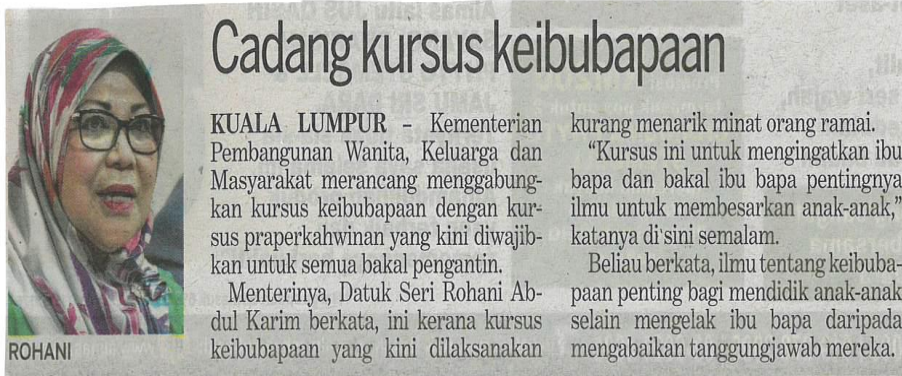 Cadang kursus keibubapaan
KUALA LUMPUR – Kementerian
Pembangunan Wanita, Keluarga dan
Masyarakat merancang menggabung-
kan kursus keibubapaan dengan kur-
sus praperkahwinan yang kini diwajib-
kan untuk semua bakal pengantin.
Menterinya, Datuk Seri Rohani Ab-
dul Karim berkata, ini kerana kursus
keibubapaan yang kini dilaksanakan
kurang menarik minat orang ramai.
“Kursus ini untuk mengingatkan ibu
bapa dan bakal ibu bapa pentingnya
ilmu untuk membesarkan anak-anak,”
katanya di sini semalam.
Beliau berkata, ilmu tentang keibuba-
paan penting bagi mendidik anak-anak
selain mengelak ibu bapa daripada
mengabaikan tanggungjawab mereka.
ROHANI